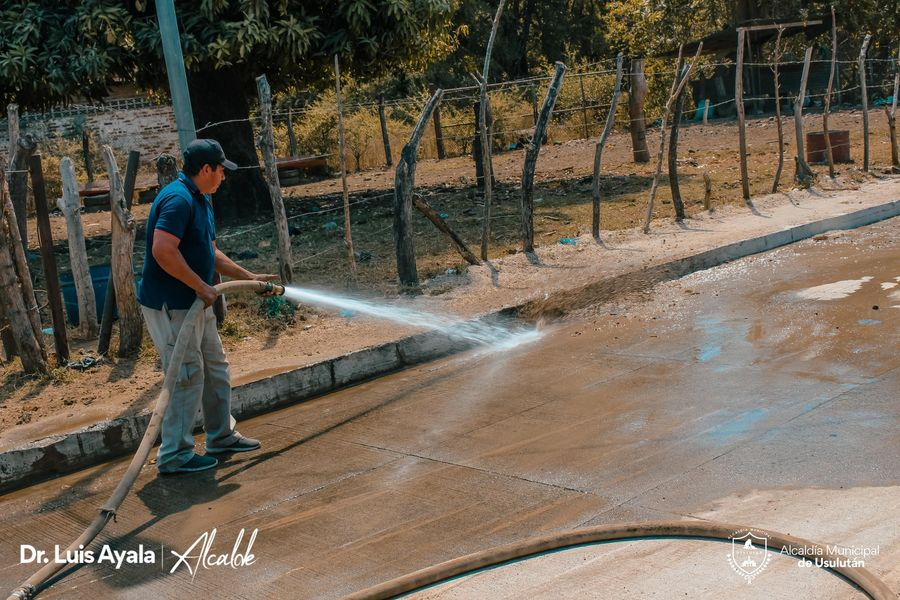 Dr. Luis Ayala | Alcalde
Alcaldía Municipal
de Usulután